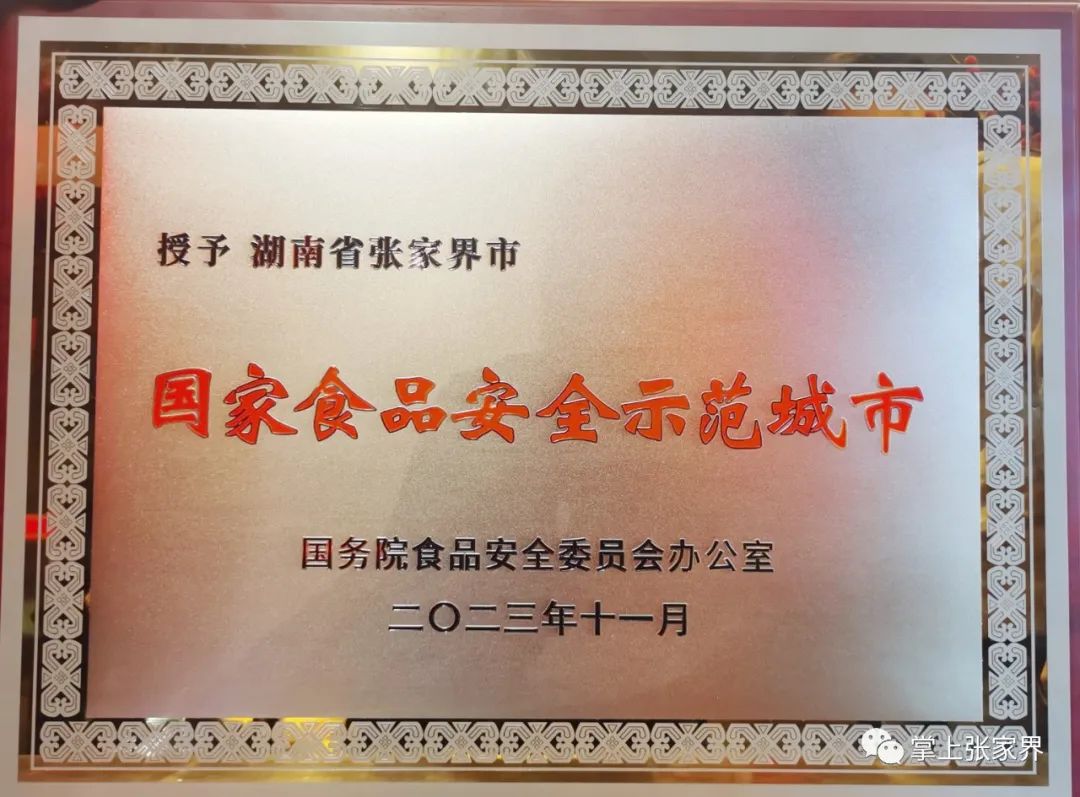 授予 湖南省张家界市
国家食品安全示范城市
国务院食品安全委员会办公室
二〇二三年十一月
掌上张家界